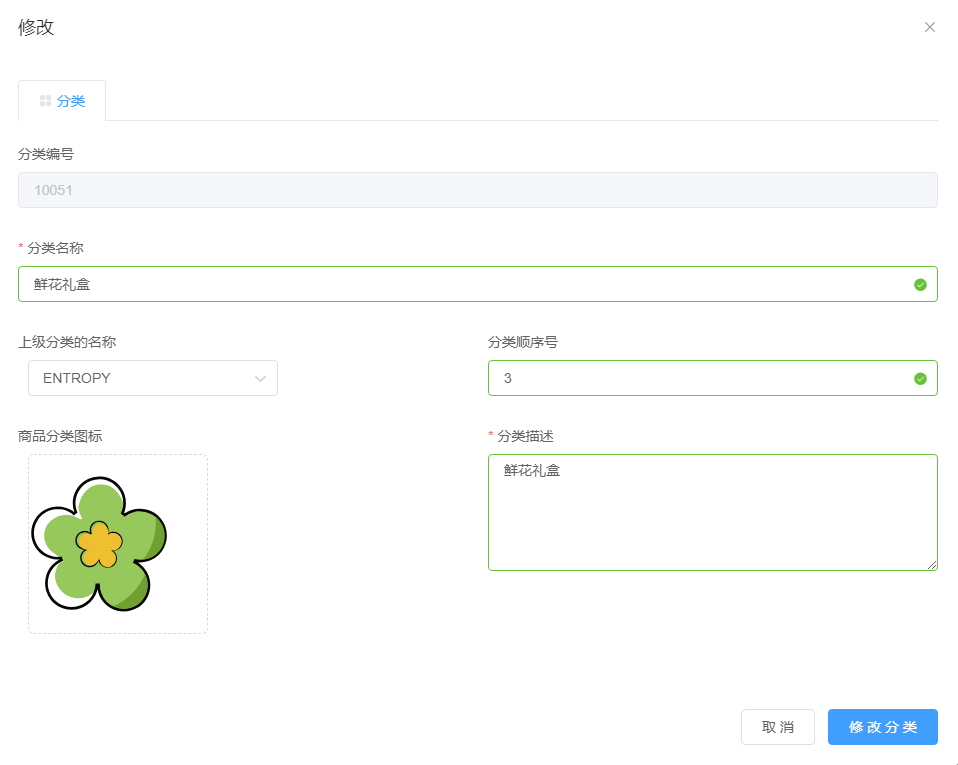 修改
分类
分类编号
10051
* 分类名称
鲜花礼盒
上级分类的名称
分类顺序号
ENTROPY
3
商品分类图标
* 分类描述
鲜花礼盒
取 消
修 改 分 类